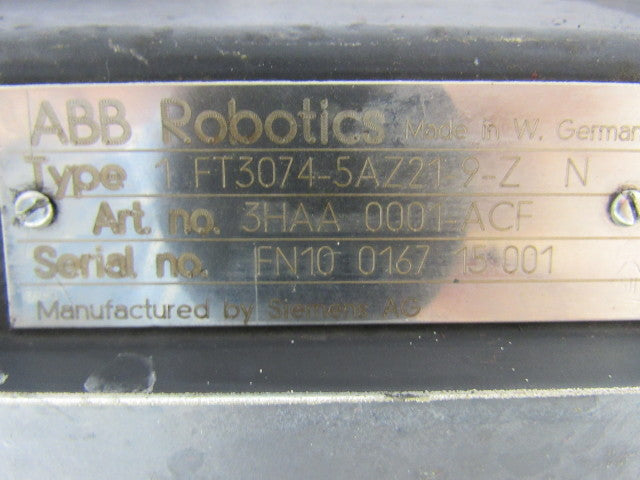 ABB Robotics Made in W. German
Type 1 FT3074-5AZ21 9-Z N
Art. no. 3HAA 0001-ACF
Serial no. FN10 0167 15 001
Manufactured by Siemens AG